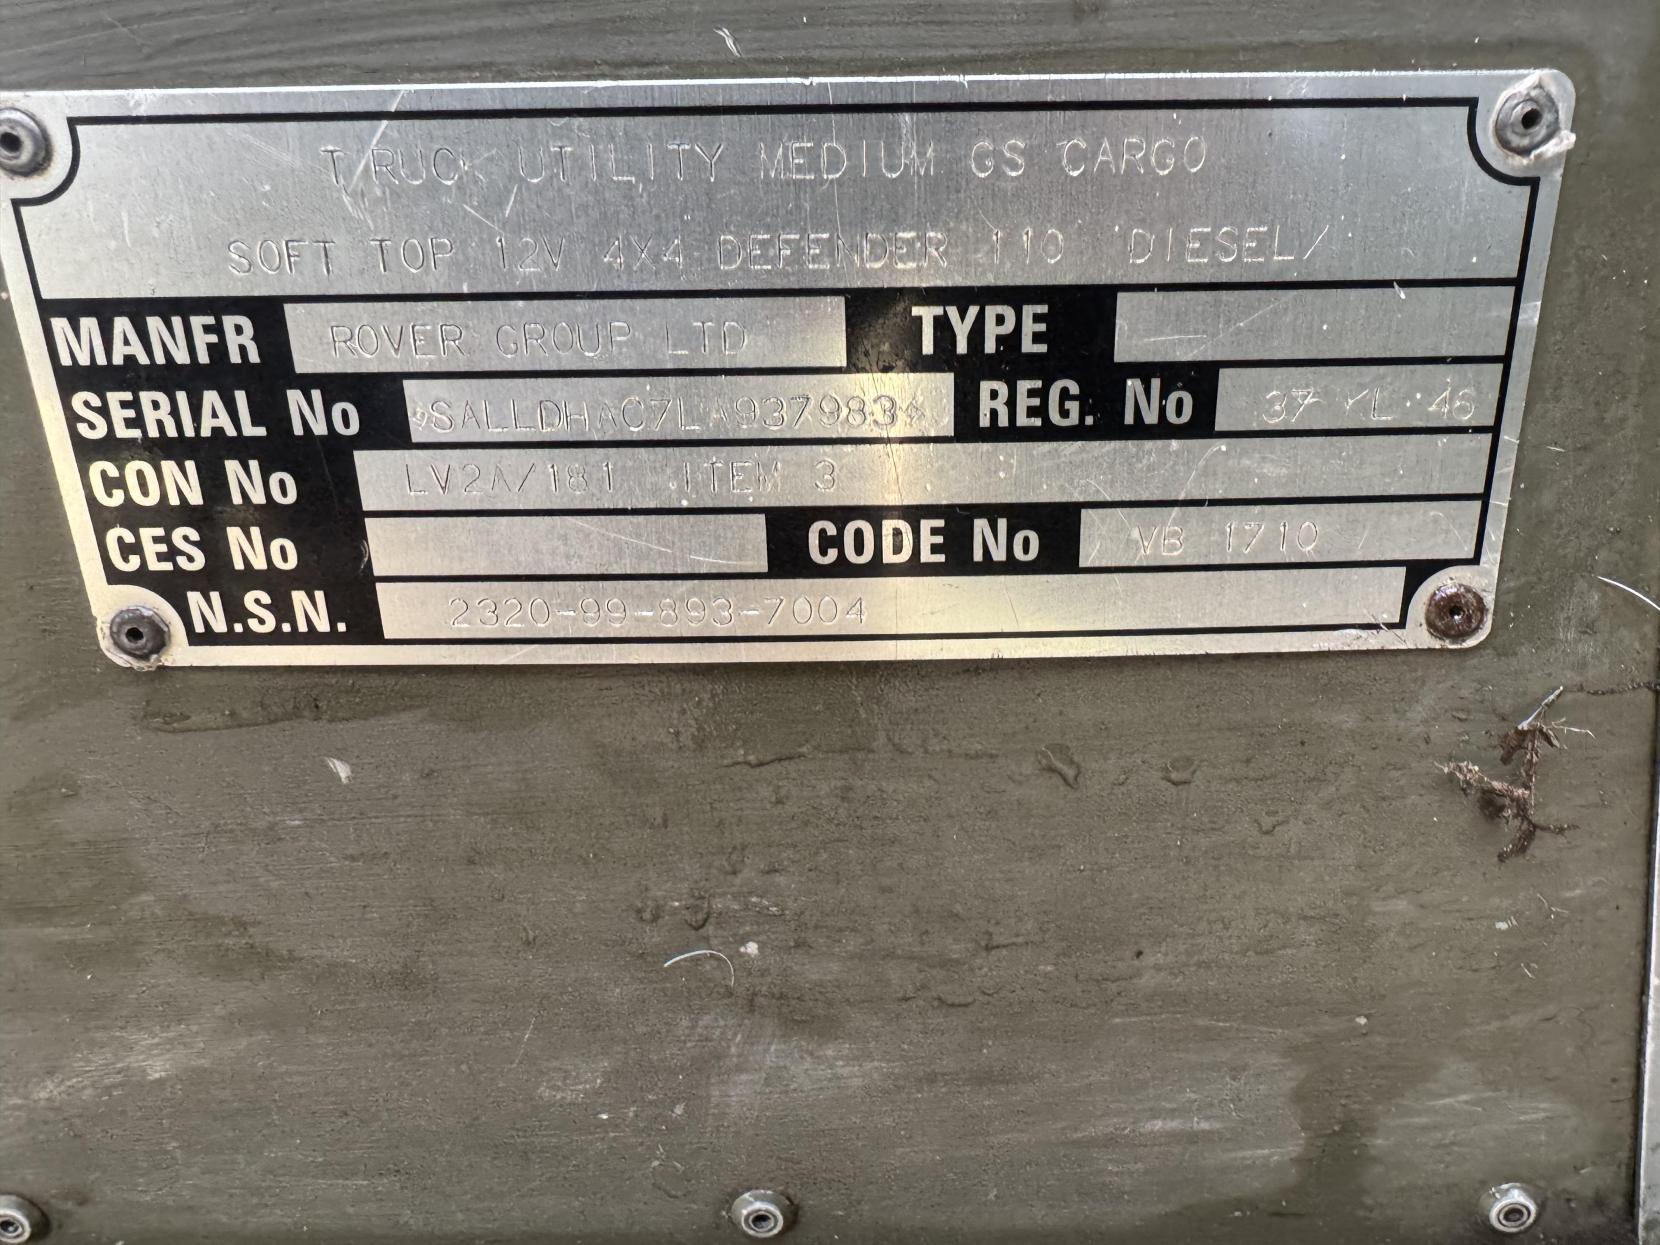 TRUCK UTILITY MEDIUM GS CARGO
SOFT TOP 12V 4X4 DEFENDER 110 'DIESEL/
MANFR ROVER GROUP LTD TYPE —
SERIAL No *SALLDHAC7LA937983* REG. No 37 YL 46
CON No LV2A/181 ITEM 3
CES No CODE No VB 1710
N.S.N. 2320-99-893-7004